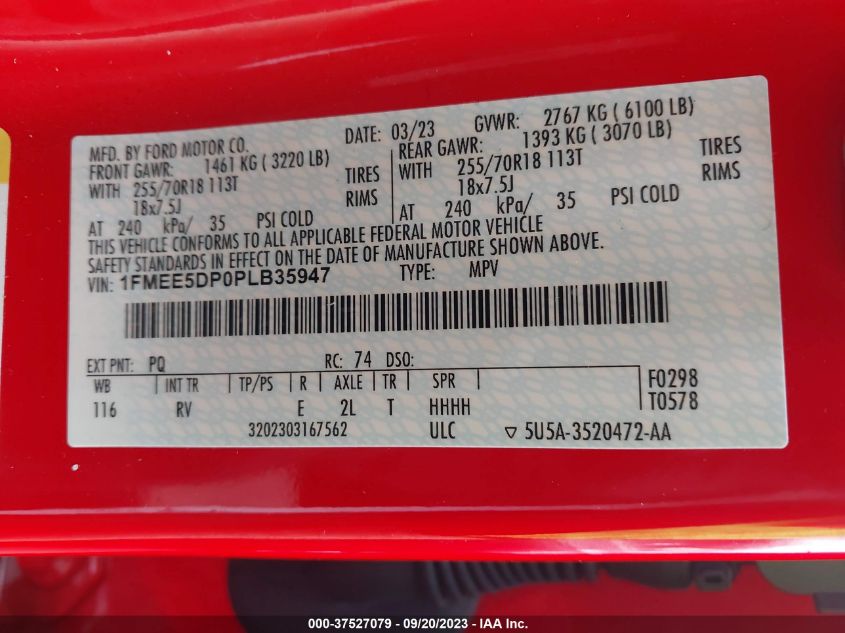 MFD. BY FORD MOTOR CO. DATE: 03/23 GVWR: 2767 KG ( 6100 LB)
FRONT GAWR: 1461 KG ( 3220 LB) REAR GAWR: 1393 KG ( 3070 LB)
WITH 255/70R18 113T TIRES WITH 255/70R18 113T TIRES
18x7.5J RIMS 18x7.5J RIMS
AT 240 kPa/ 35 PSI COLD AT 240 kPa/ 35 PSI COLD
THIS VEHICLE CONFORMS TO ALL APPLICABLE FEDERAL MOTOR VEHICLE
SAFETY STANDARDS IN EFFECT ON THE DATE OF MANUFACTURE SHOWN ABOVE.
VIN: 1FMEE5DP0PLB35947 TYPE: MPV
EXT PNT: PQ RC: 74 DSO:
WB INT TR TP/PS R AXLE TR SPR F0298
116 RV E 2L T HHHH T0578
3202303167562 ULC ▽ 5U5A-3520472-AA
000-37527079 - 09/20/2023 - IAA Inc.